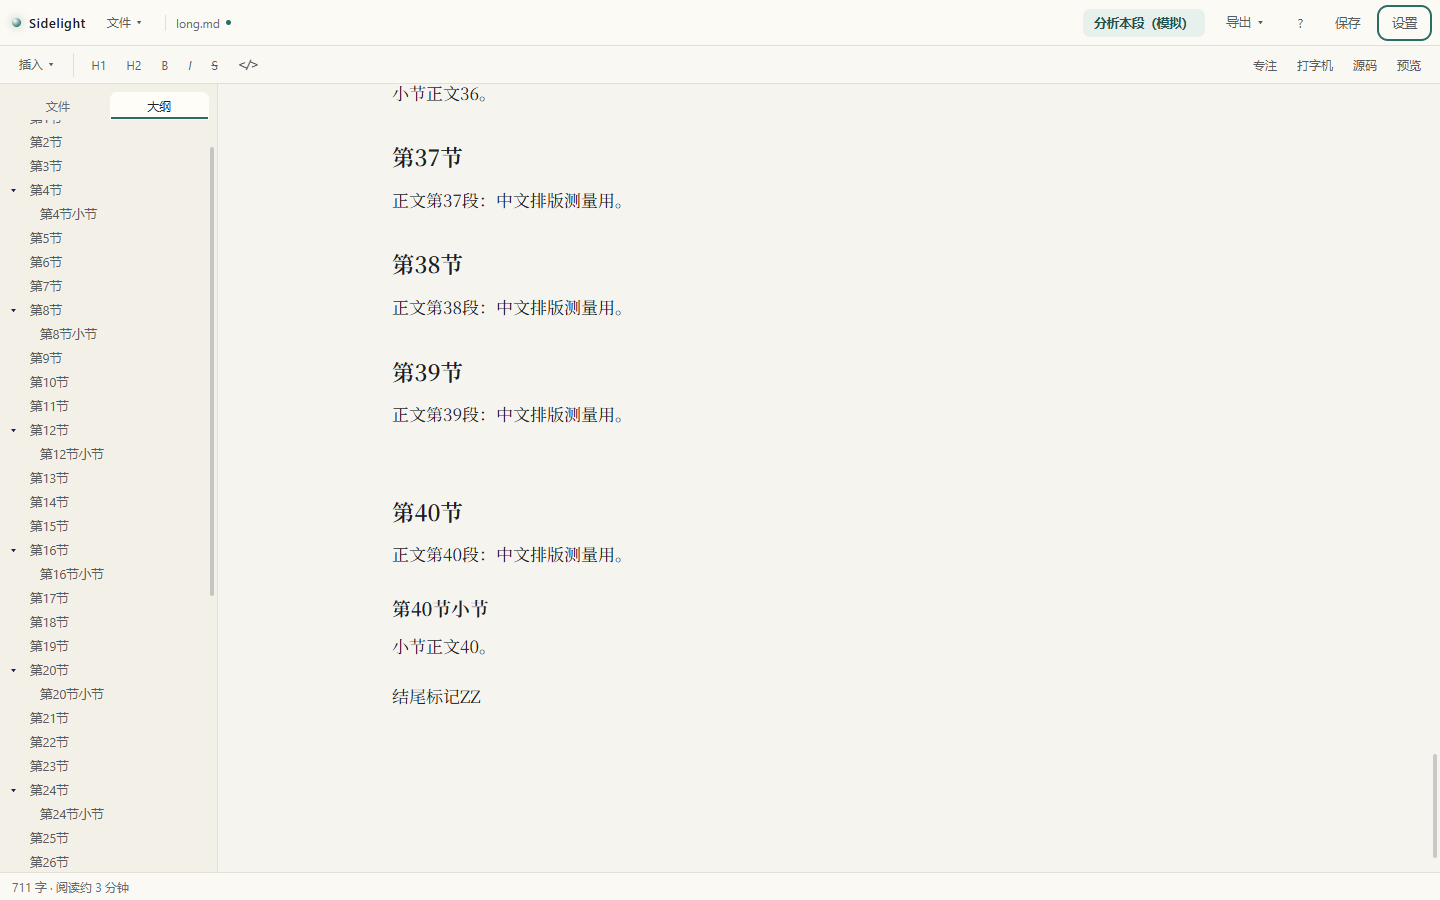 Sidelight
文件
long.md
分析本段（模拟）
导出
?
保存
设置
插入
H1
H2
B
I
S
</>
专注
打字机
源码
预览
文件
大纲
第1节
第2节
第3节
第4节
第4节小节
第5节
第6节
第7节
第8节
第8节小节
第9节
第10节
第11节
第12节
第12节小节
第13节
第14节
第15节
第16节
第16节小节
第17节
第18节
第19节
第20节
第20节小节
第21节
第22节
第23节
第24节
第24节小节
第25节
第26节
小节正文36。
第37节
正文第37段：中文排版测量用。
第38节
正文第38段：中文排版测量用。
第39节
正文第39段：中文排版测量用。
第40节
正文第40段：中文排版测量用。
第40节小节
小节正文40。
结尾标记ZZ
711 字 · 阅读约 3 分钟